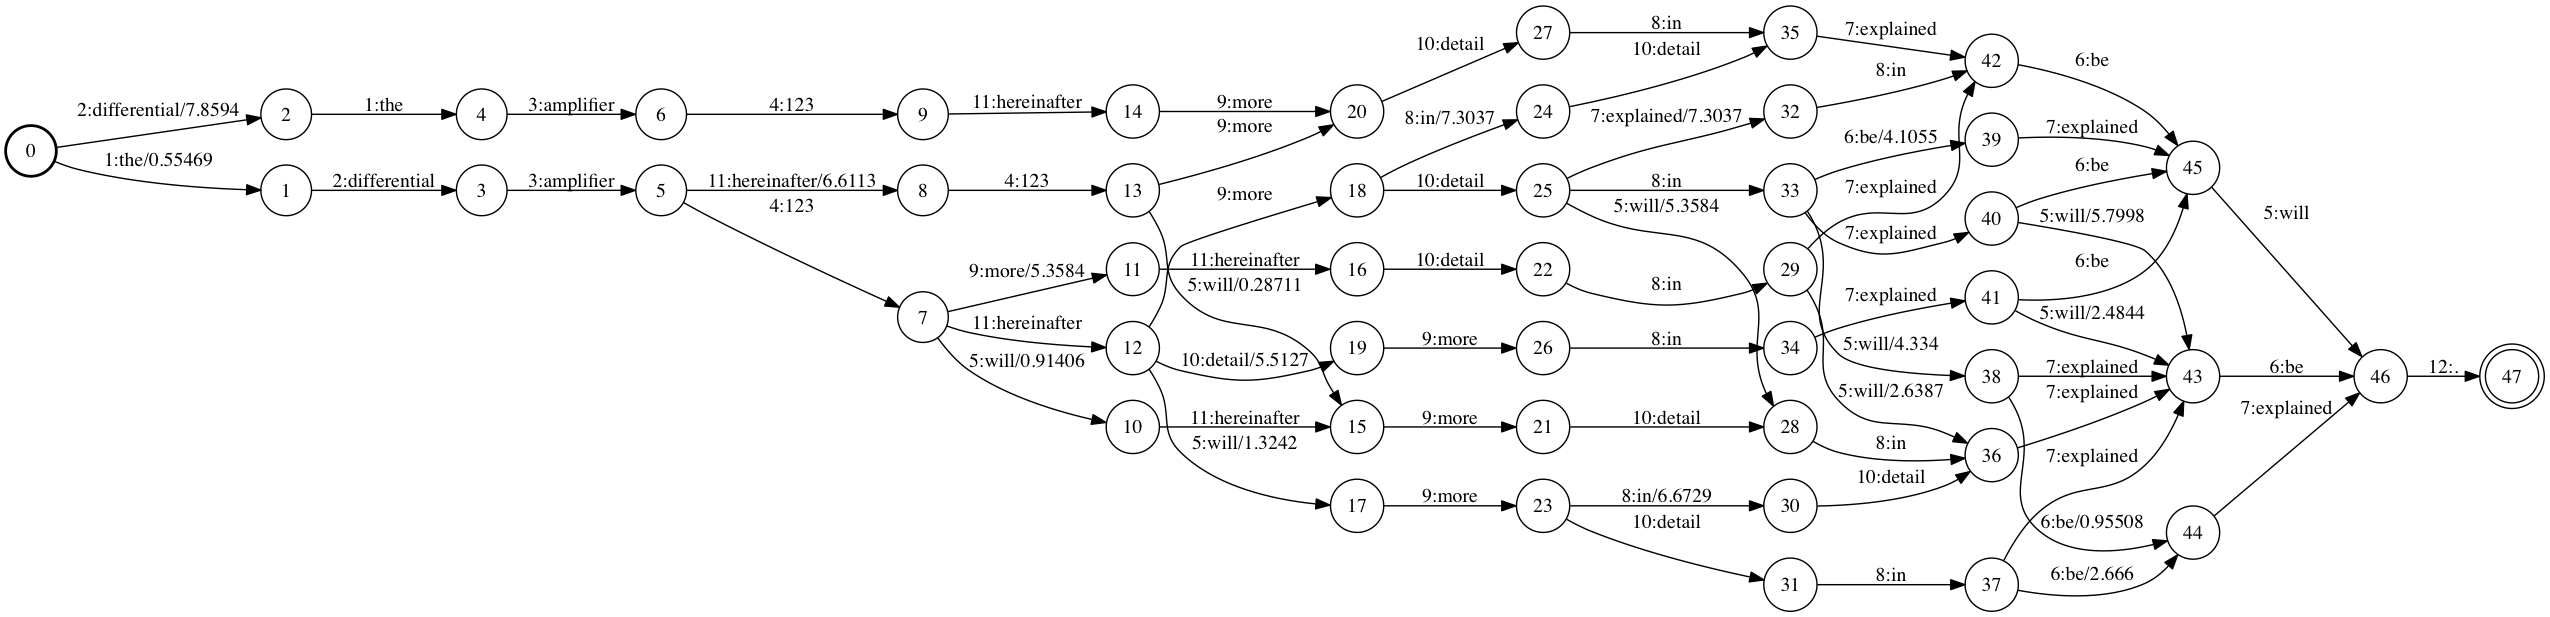 27
8:in
35
7:explained
10:detail
10:detail
42
6:be
2:differential/7.8594
2
1:the
4
3:amplifier
6
4:123
9
11:hereinafter
14
9:more
20
8:in/7.3037
24
7:explained/7.3037
32
8:in
9:more
6:be/4.1055
39
7:explained
0
1:the/0.55469
1
2:differential
3
3:amplifier
5
11:hereinafter/6.6113
8
4:123
13
9:more
18
10:detail
25
8:in
33
7:explained
6:be
45
4:123
5:will/5.3584
7:explained
40
5:will/5.7998
5:will
9:more/5.3584
11
11:hereinafter
16
10:detail
22
8:in
29
6:be
5:will/0.28711
7:explained
41
5:will/2.4844
7
11:hereinafter
12
10:detail/5.5127
19
9:more
26
8:in
34
5:will/4.334
5:will/0.91406
38
7:explained
43
6:be
46
12:.
47
5:will/2.6387
7:explained
7:explained
10
11:hereinafter
15
9:more
21
10:detail
28
8:in
36
7:explained
5:will/1.3242
10:detail
17
9:more
23
8:in/6.6729
30
10:detail
6:be/0.95508
44
31
8:in
37
6:be/2.666